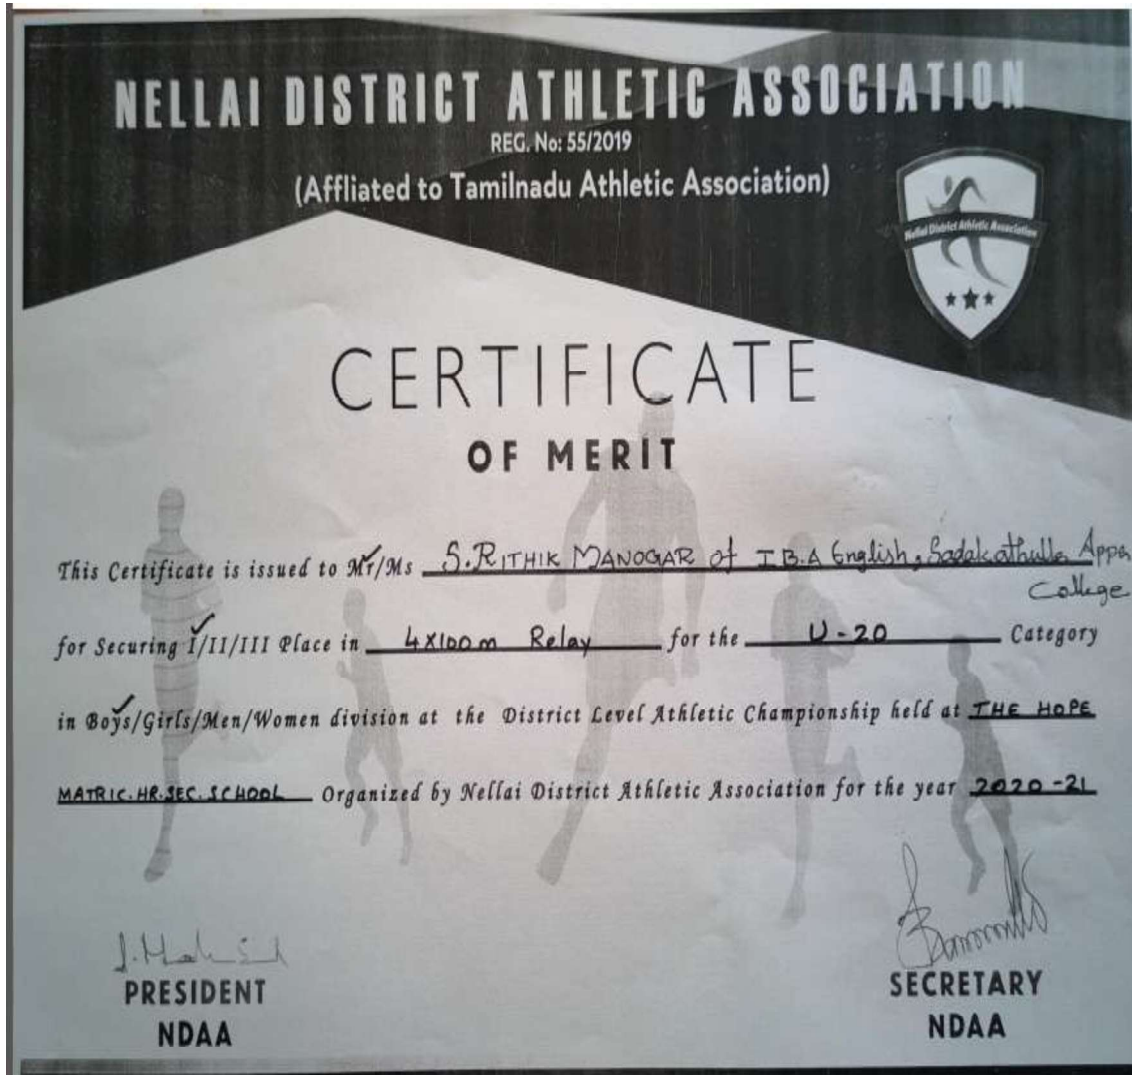 NELLAI DISTRICT ATHLETIC ASSOCIATION
REG. No: 55/2019
(Affliated to Tamilnadu Athletic Association)
Nellai District Athletic Association
CERTIFICATE
OF MERIT
This Certificate is issued to Mr/Ms S.RITHIK MANOGAR of I B.A English, Sadakathulla Appa
College
for Securing I/II/III Place in 4X100m Relay for the U-20 Category
in Boys/Girls/Men/Women division at the District Level Athletic Championship held at THE HOPE
MATRIC.HR.SEC.SCHOOL Organized by Nellai District Athletic Association for the year 2020-21
PRESIDENT
NDAA
SECRETARY
NDAA